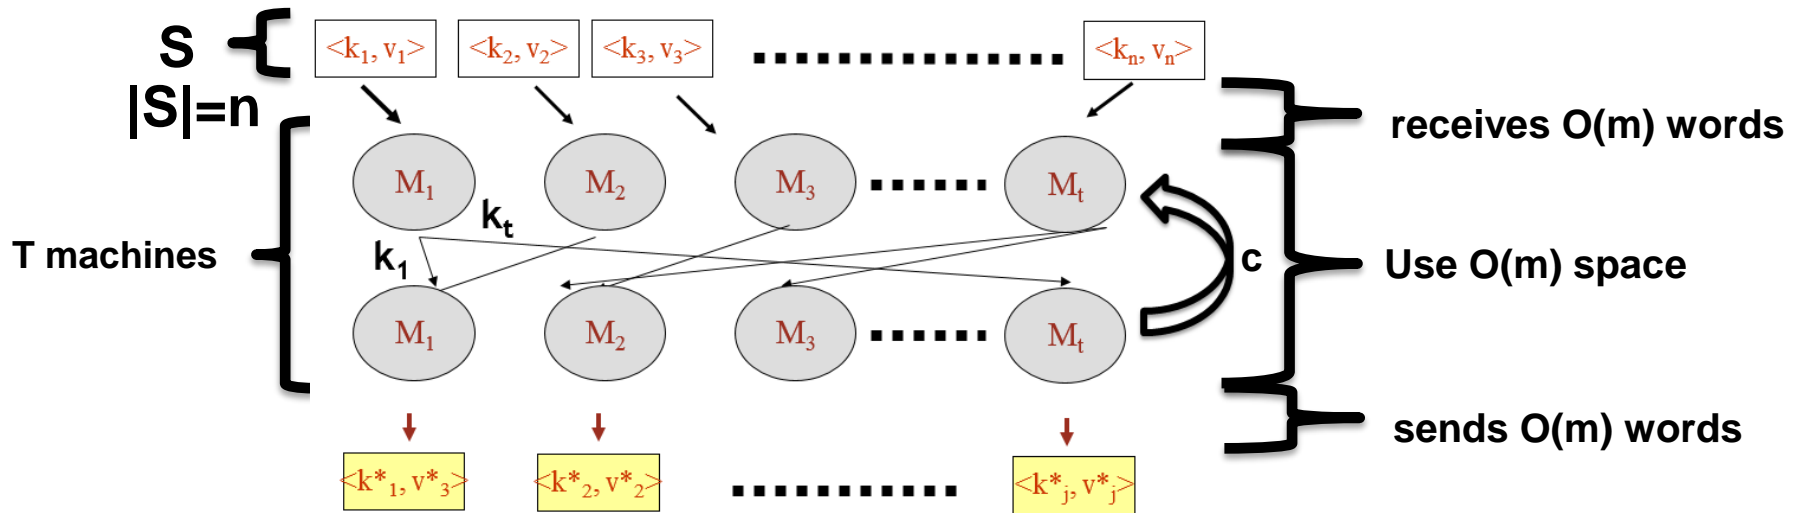 S
<k₁, v₁> <k₂, v₂> <k₃, v₃> <kₙ, vₙ>
|S|=n
receives O(m) words
M₁ M₂ M₃ Mₜ
kₜ
T machines
k₁
c
Use O(m) space
M₁ M₂ M₃ Mₜ
sends O(m) words
<k*₁, v*₃> <k*₂, v*₂> <k*ⱼ, v*ⱼ>